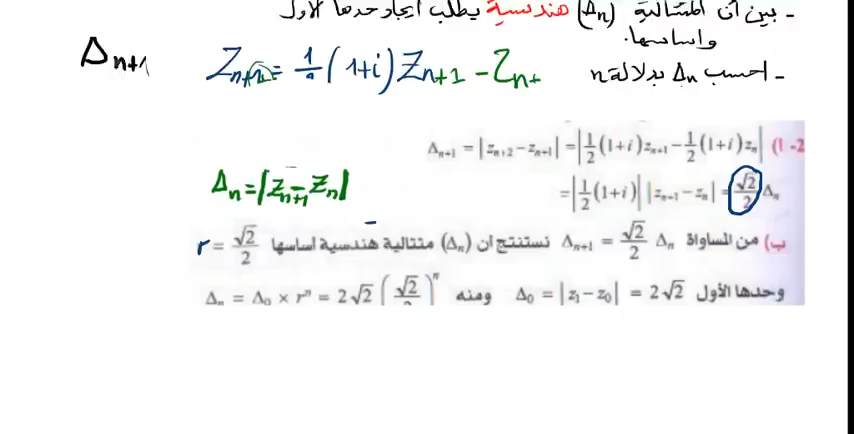 - بين أن المتتالية (Δn) هندسية يطلب ايجاد حدها الأول
وأساسها.
- احسب Δn بدلالة n
Δn+1
Zn+2 = 1/2 (1+i) Zn+1 - Zn+
Δn+1 = |zn+2 - zn+1| = |1/2 (1+i) zn+1 - 1/2 (1+i) zn| (1 -2
Δn = |Zn+1 - Zn|
= |1/2 (1+i)| |zn+1 - zn| = √2/2 Δn
ب) من المساواة Δn+1 = √2/2 Δn نستنتج ان (Δn) متتالية هندسية اساسها r = √2/2
وحدها الأول Δ0 = |z1 - z0| = 2√2 ومنه Δn = Δ0 × r^n = 2√2 (√2/2)^n